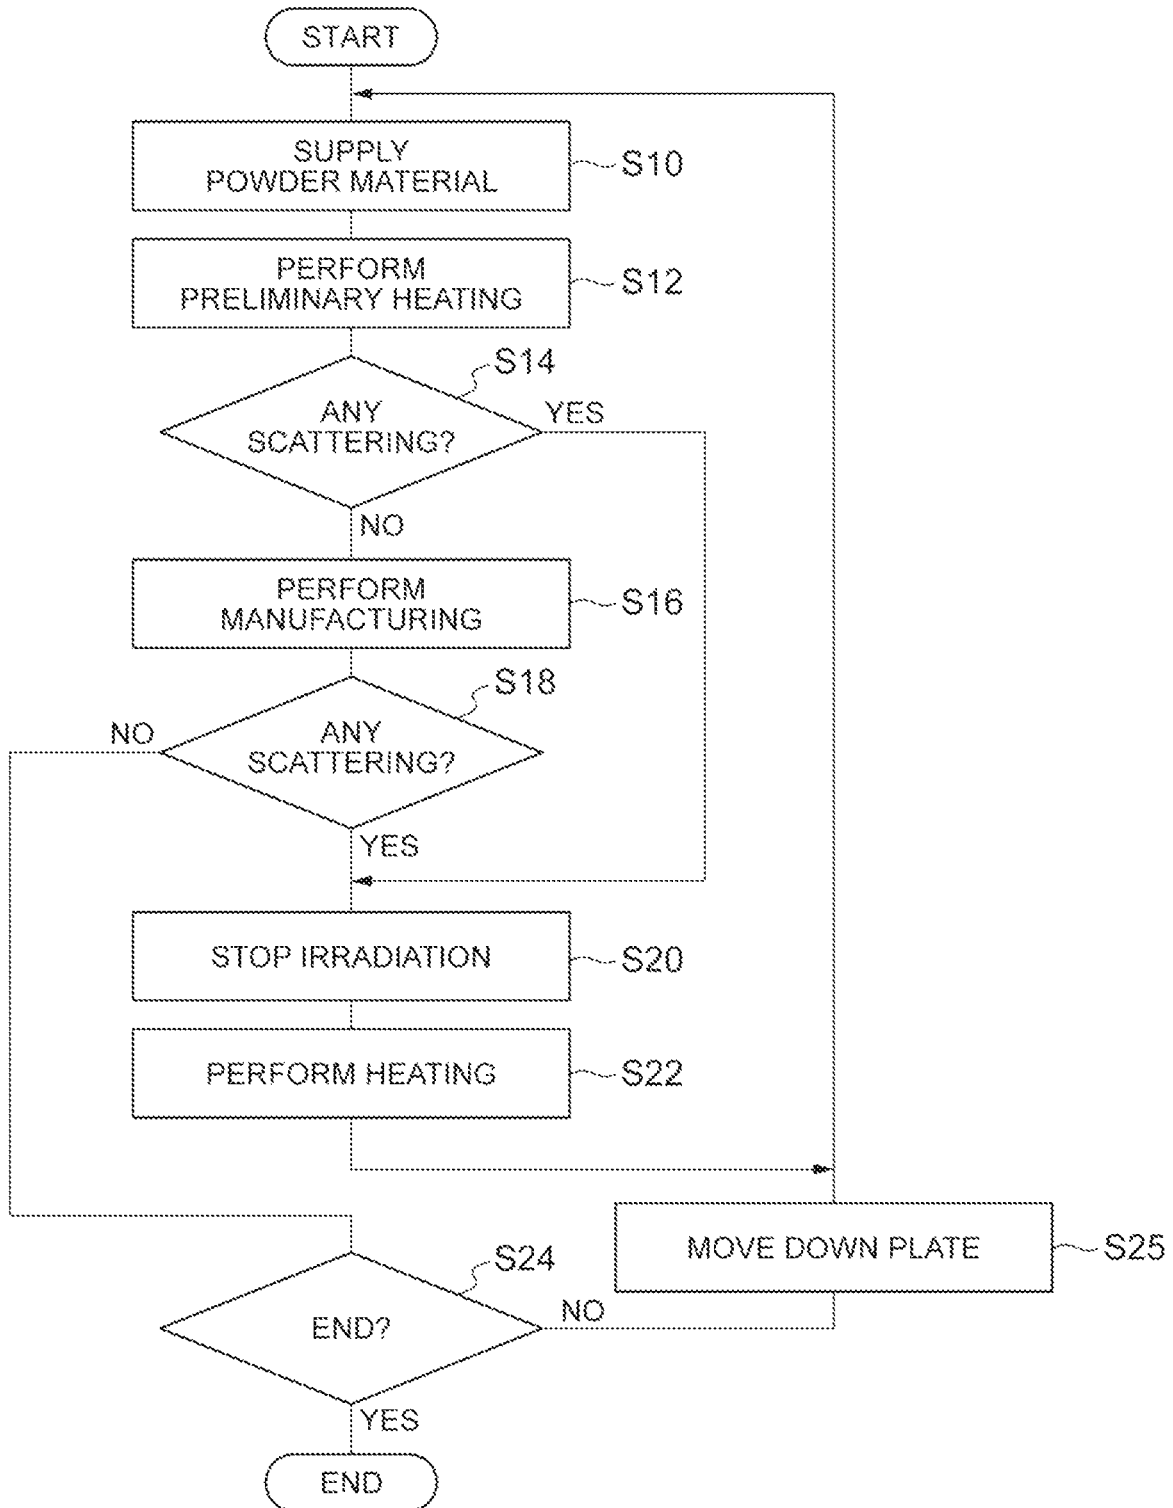 START
SUPPLY
POWDER MATERIAL
S10
PERFORM
PRELIMINARY HEATING
S12
S14
ANY
SCATTERING?
YES
NO
PERFORM
MANUFACTURING
S16
S18
NO
ANY
SCATTERING?
YES
STOP IRRADIATION
S20
PERFORM HEATING
S22
MOVE DOWN PLATE
S25
S24
END?
NO
YES
END